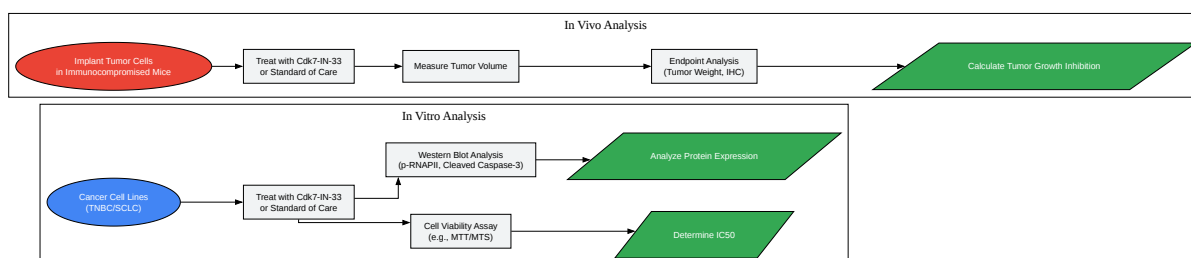 In Vivo Analysis
Implant Tumor Cells
in Immunocompromised Mice
Treat with Cdk7-IN-33
or Standard of Care
Measure Tumor Volume
Endpoint Analysis
(Tumor Weight, IHC)
Calculate Tumor Growth Inhibition
In Vitro Analysis
Cancer Cell Lines
(TNBC/SCLC)
Treat with Cdk7-IN-33
or Standard of Care
Western Blot Analysis
(p-RNAPII, Cleaved Caspase-3)
Analyze Protein Expression
Cell Viability Assay
(e.g., MTT/MTS)
Determine IC50